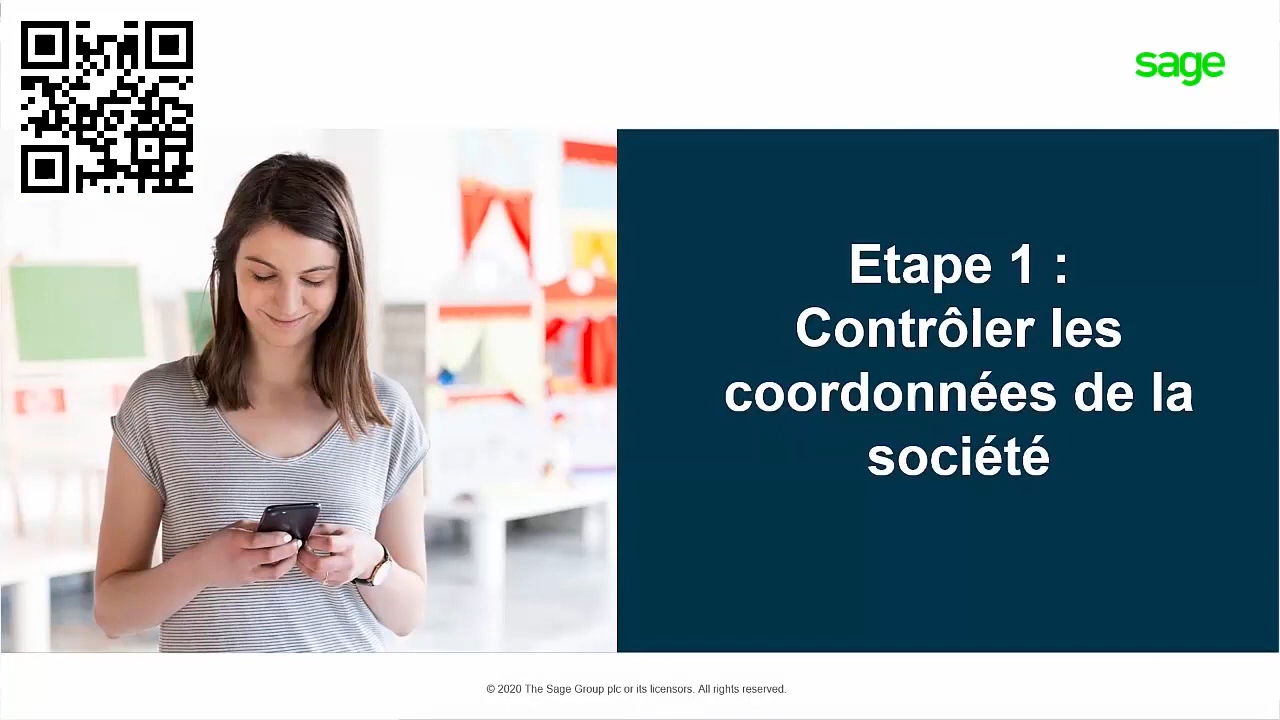 sage
Etape 1 :
Contrôler les
coordonnées de la
société
© 2020 The Sage Group plc or its licensors. All rights reserved.